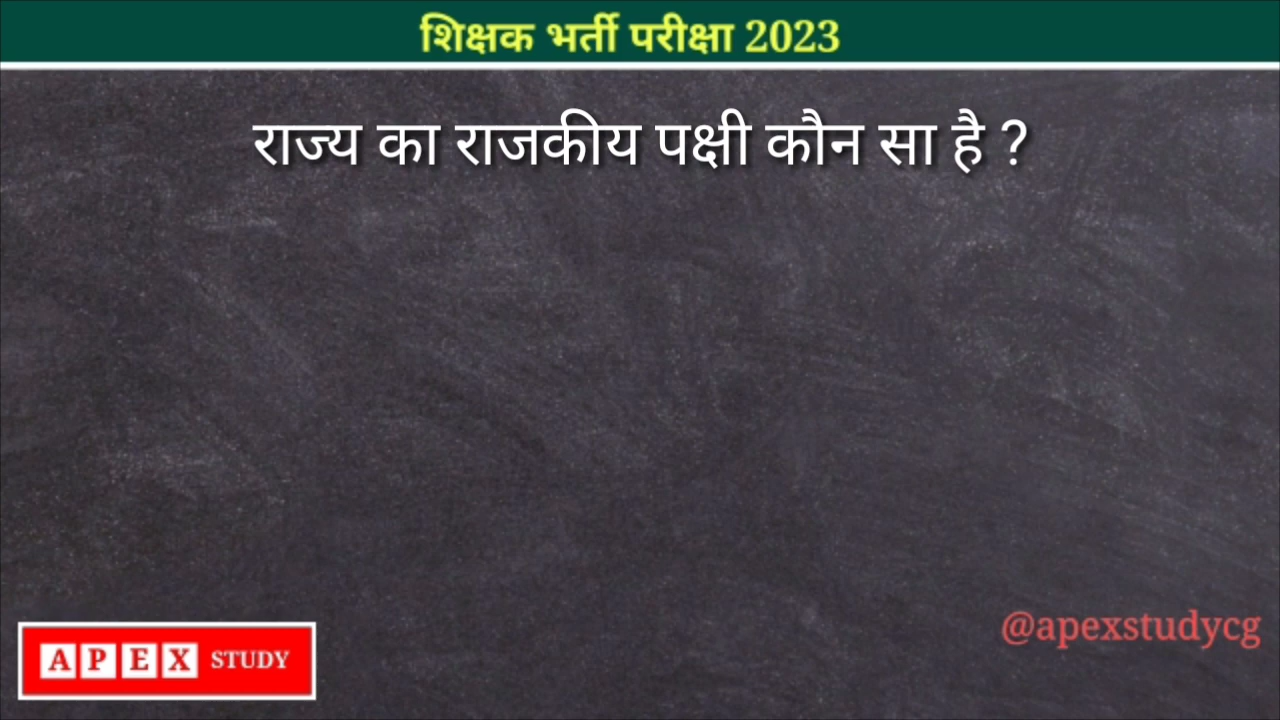 शिक्षक भर्ती परीक्षा 2023
राज्य का राजकीय पक्षी कौन सा है ?
@apexstudycg
APEX STUDY